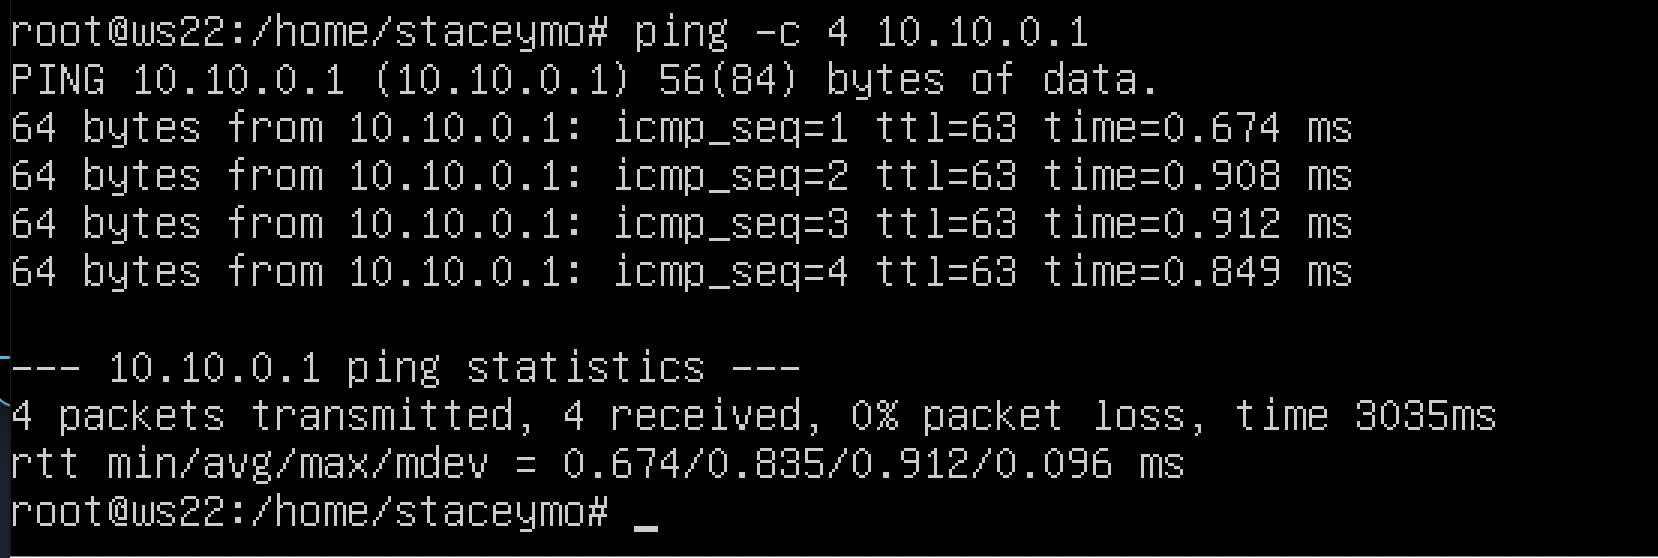 root@ws22:/home/staceymo# ping -c 4 10.10.0.1
PING 10.10.0.1 (10.10.0.1) 56(84) bytes of data.
64 bytes from 10.10.0.1: icmp_seq=1 ttl=63 time=0.674 ms
64 bytes from 10.10.0.1: icmp_seq=2 ttl=63 time=0.908 ms
64 bytes from 10.10.0.1: icmp_seq=3 ttl=63 time=0.912 ms
64 bytes from 10.10.0.1: icmp_seq=4 ttl=63 time=0.849 ms
--- 10.10.0.1 ping statistics ---
4 packets transmitted, 4 received, 0% packet loss, time 3035ms
rtt min/avg/max/mdev = 0.674/0.835/0.912/0.096 ms
root@ws22:/home/staceymo# _